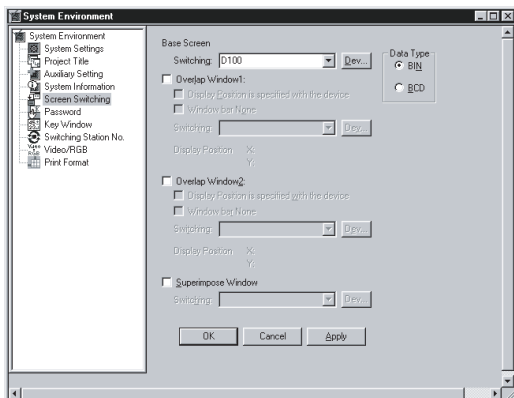 System Environment
System Environment
System Settings
Project Title
Auxiliary Setting
System Information
Screen Switching
Password
Key Window
Switching Station No.
Video/RGB
Print Format
Base Screen
Switching: D100 Dev...
Data Type
BIN
BCD
Overlap Window1:
Display Position is specified with the device
Window bar None
Switching: Dev...
Display Position X:
Y:
Overlap Window2:
Display Position is specified with the device
Window bar None
Switching: Dev...
Display Position X:
Y:
Superimpose Window
Switching: Dev...
OK Cancel Apply